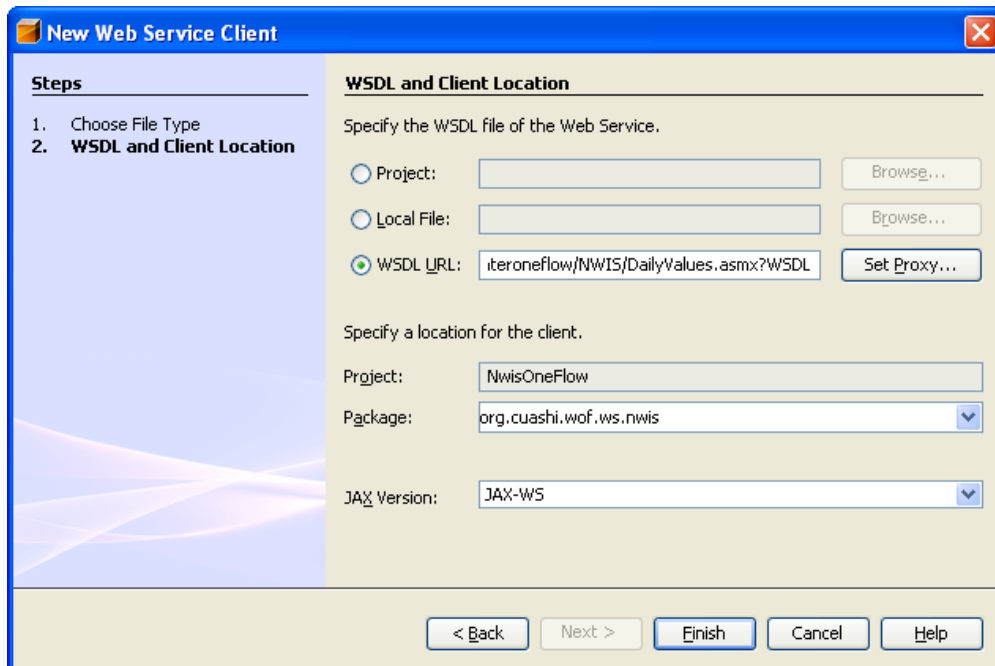 New Web Service Client
Steps
1. Choose File Type
2. WSDL and Client Location
WSDL and Client Location
Specify the WSDL file of the Web Service.
Project:
Browse...
Local File:
Browse...
WSDL URL: iteroneflow/NWIS/DailyValues.asmx?WSDL Set Proxy...
Specify a location for the client.
Project: NwisOneFlow
Package: org.cuashi.wof.ws.nwis
JAX Version: JAX-WS
< Back Next > Finish Cancel Help